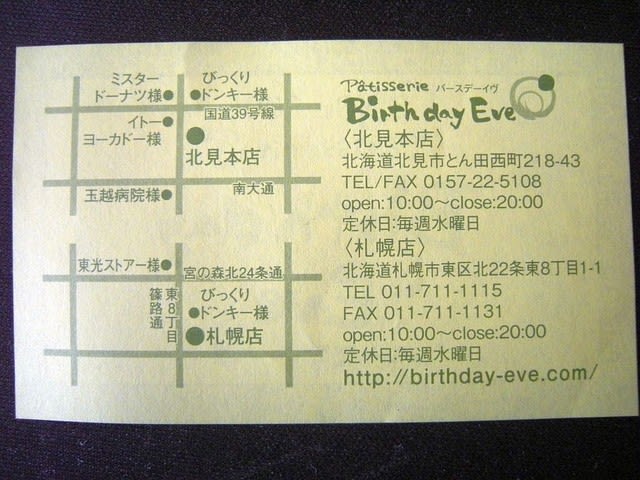 ミスター
ドーナツ様
びっくり
ドンキー様
国道39号線
イトー
ヨーカドー様
北見本店
玉越病院様
南大通
東光ストアー様
宮の森北24条通
東8丁目
篠路通
びっくり
ドンキー様
札幌店
Pâtisserie バースデーイヴ
Birth day Eve
〈北見本店〉
北海道北見市とん田西町218-43
TEL/FAX 0157-22-5108
open:10:00〜close:20:00
定休日:毎週水曜日
〈札幌店〉
北海道札幌市東区北22条東8丁目1-1
TEL 011-711-1115
FAX 011-711-1131
open:10:00〜close:20:00
定休日:毎週水曜日
http://birthday-eve.com/